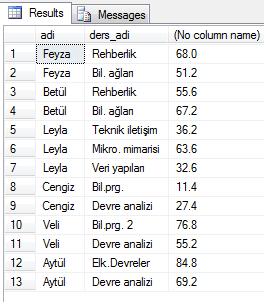 Results Messages
adi ders_adi (No column name)
1 Feyza Rehberlik 68.0
2 Feyza Bil. ağları 51.2
3 Betül Rehberlik 55.6
4 Betül Bil. ağları 67.2
5 Leyla Teknik iletişim 36.2
6 Leyla Mikro. mimarisi 63.6
7 Leyla Veri yapıları 32.6
8 Cengiz Bil.prg. 11.4
9 Cengiz Devre analizi 27.4
10 Veli Bil.prg. 2 76.8
11 Veli Devre analizi 55.2
12 Aytül Elk.Devreler 84.8
13 Aytül Devre analizi 69.2